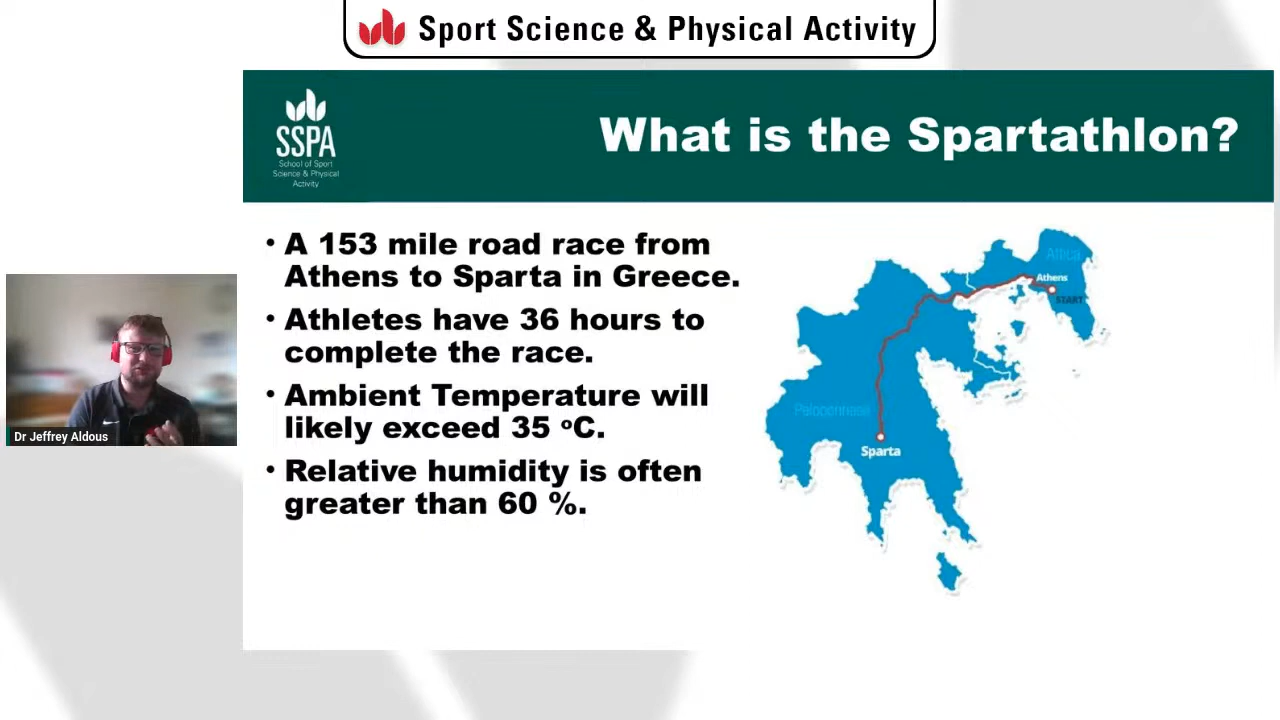 Sport Science & Physical Activity
SSPA
School of Sport
Science & Physical
Activity
What is the Spartathlon?
• A 153 mile road race from
Athens to Sparta in Greece.
• Athletes have 36 hours to
complete the race.
• Ambient Temperature will
likely exceed 35 ºC.
• Relative humidity is often
greater than 60 %.
Attica
Athens
START
Peloponnese
Sparta
Dr Jeffrey Aldous